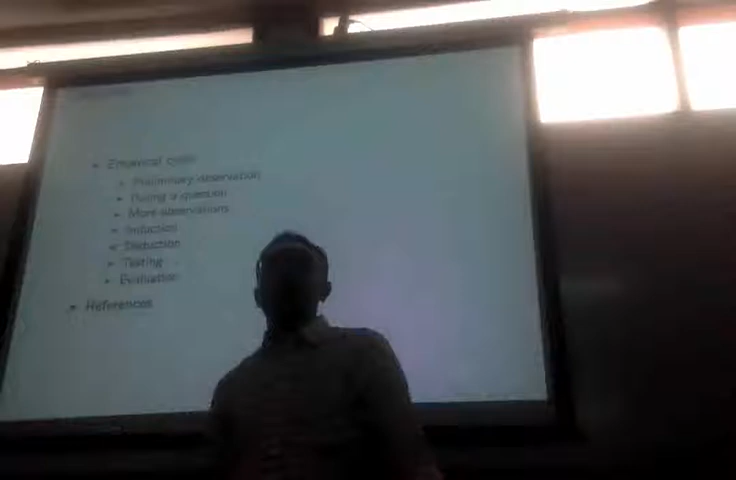 Empirical cycle
Preliminary observation
Posing a question
More observations
Induction
Deduction
Testing
Evaluation
References